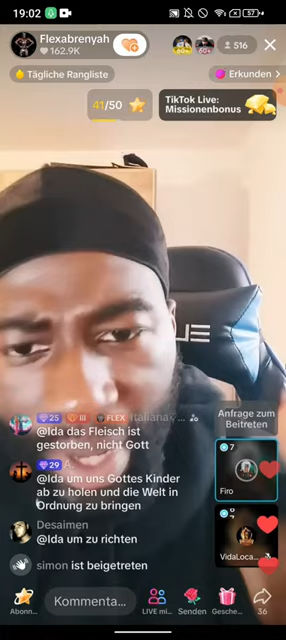 19:02
57
Flexabrenyah
162.9K
516
Tägliche Rangliste
Erkunden
41/50
TikTok Live:
Missionenbonus
25 III FLEX Italiana
@Ida das Fleisch ist
gestorben, nicht Gott
Anfrage zum
Beitreten
29
@Ida um uns Gottes Kinder
ab zu holen und die Welt in
Ordnung zu bringen
7
Firo
Desaimen
@Ida um zu richten
VidaLoca...
simon ist beigetreten
Abonn...
Kommenta...
LIVE mi...
Senden
Gesche...
36